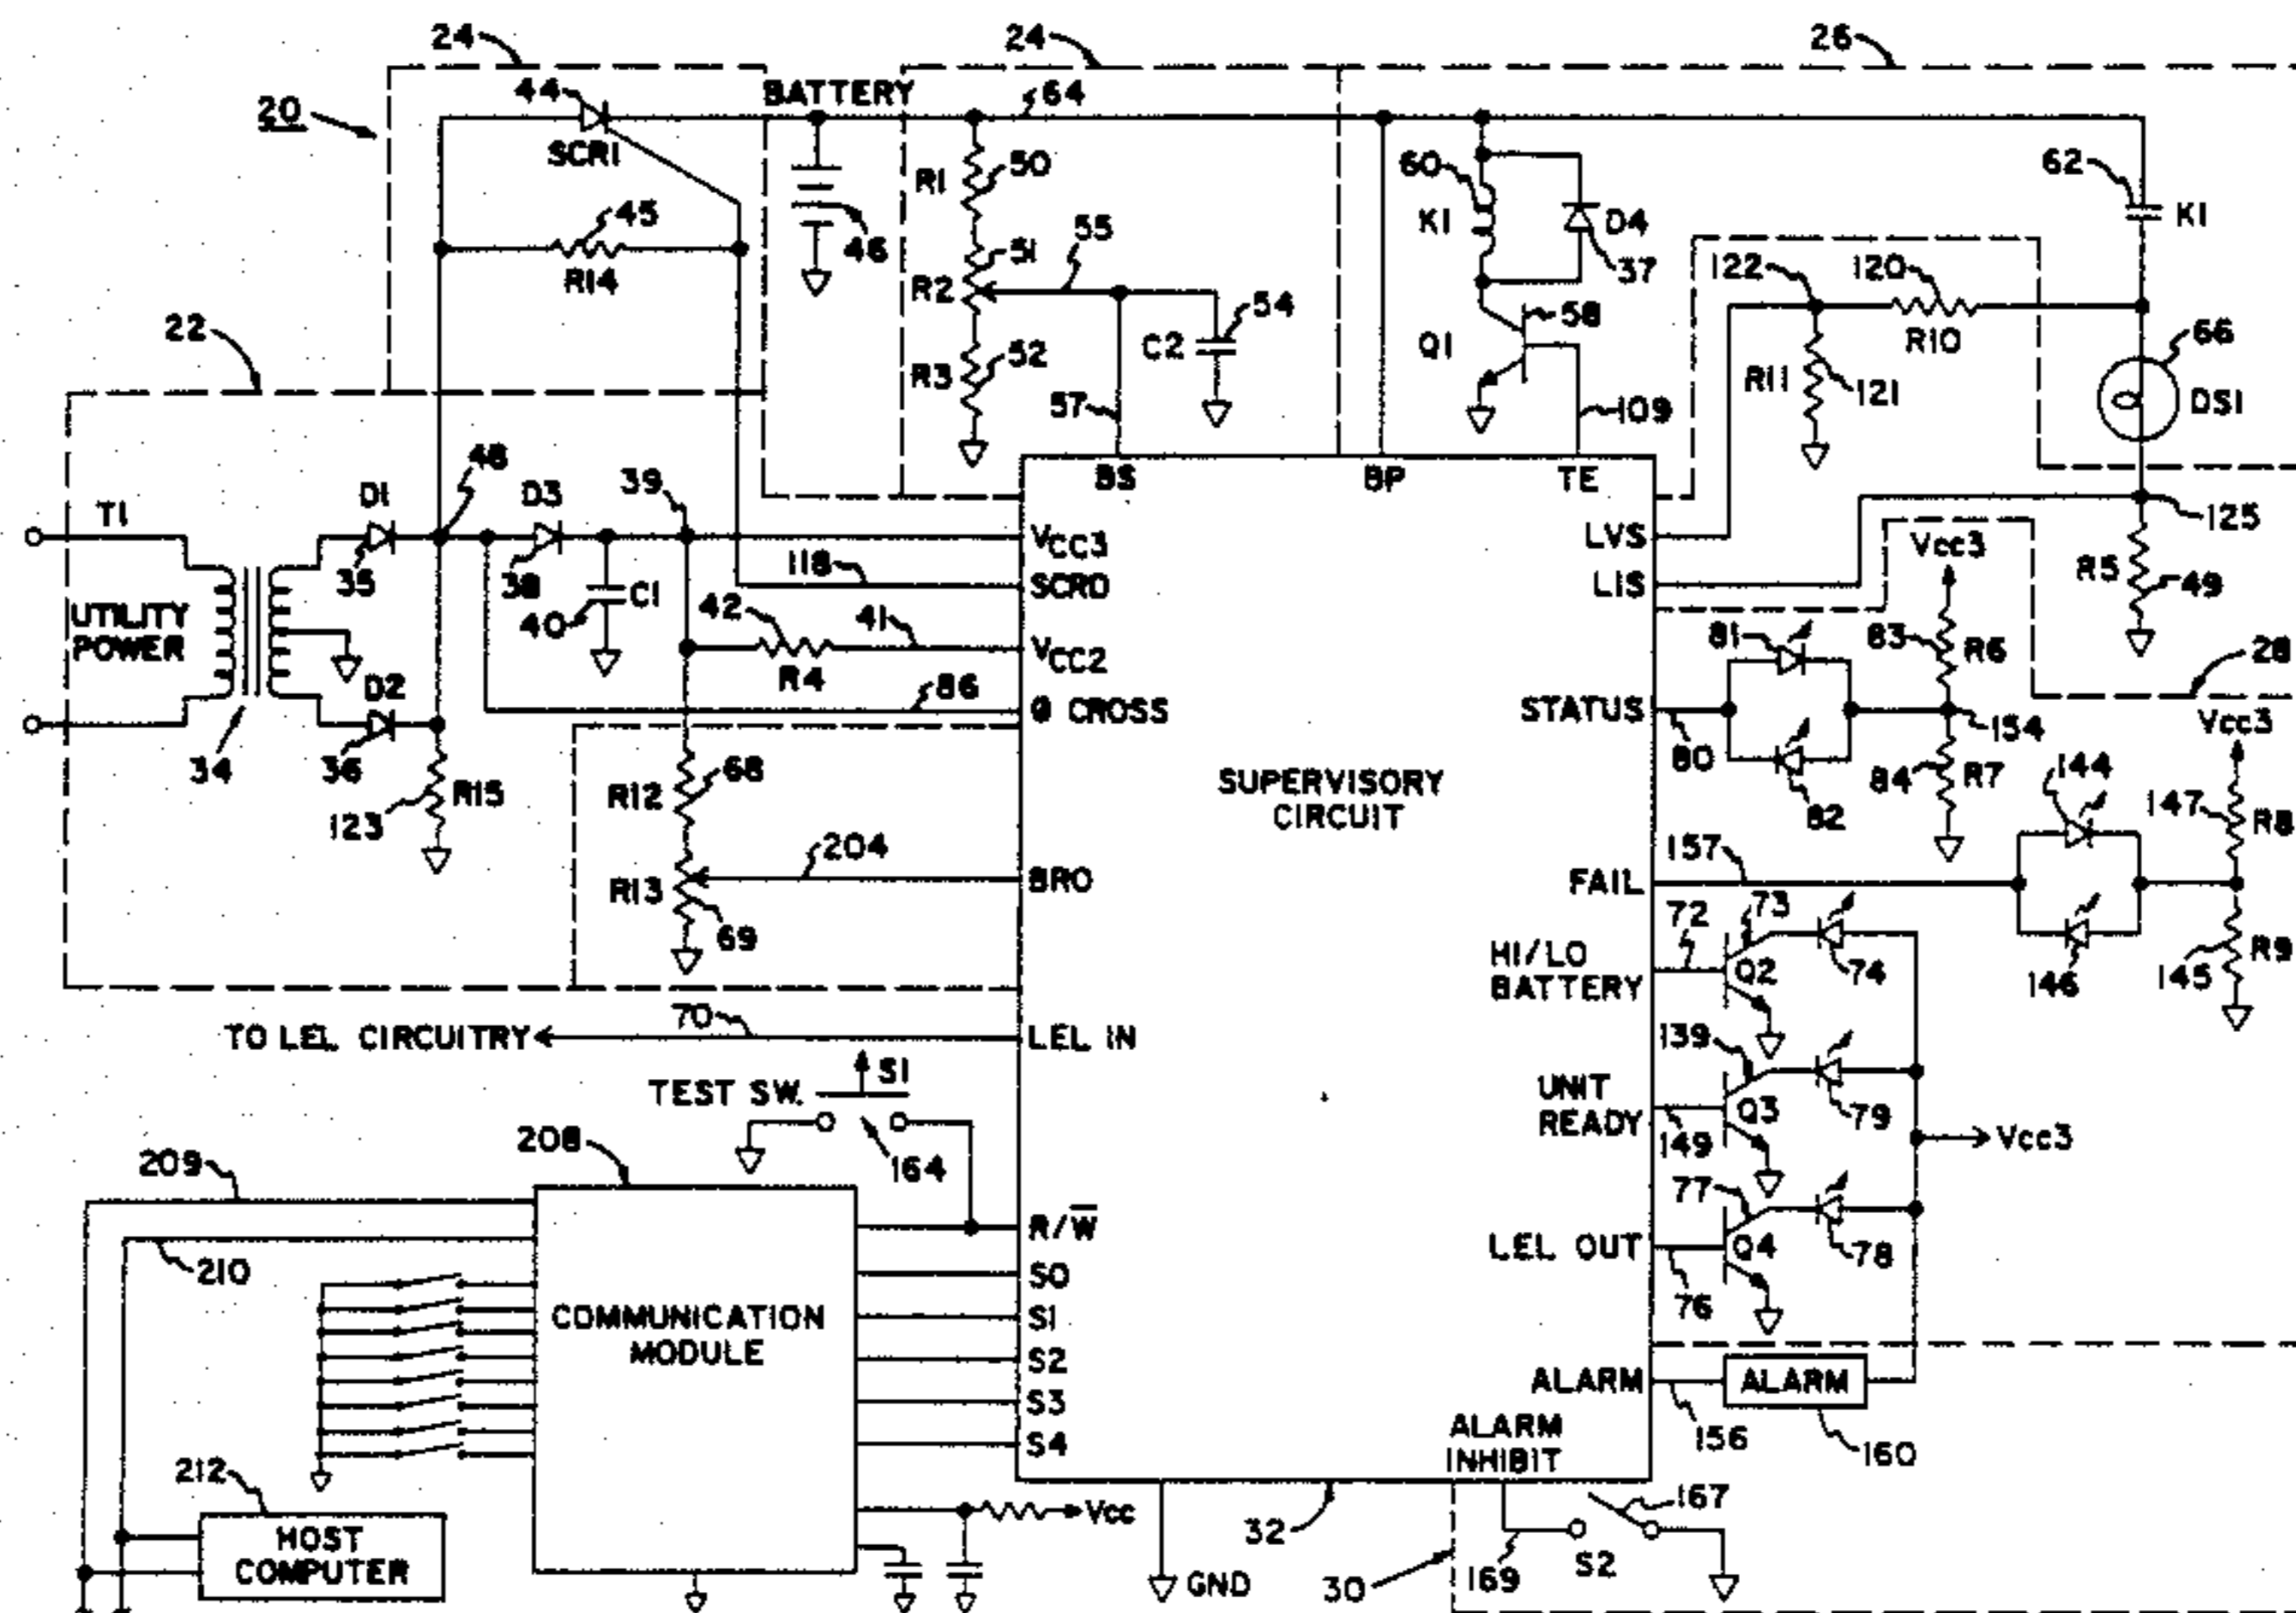 24
24
26
20
44
BATTERY
64
SCR1
R1
50
60
K1
D4
37
62
K1
45
R14
46
51
55
R2
122
120
22
C2
54
58
Q1
R10
66
R3
52
R11
121
DS1
57
109
48
39
BS
BP
TE
T1
D1
D3
VCC3
LVS
Vcc3
125
35
38
118
SCRD
LIS
R5
49
UTILITY
POWER
40
C1
42
41
VCC2
R4
81
83
R6
28
D2
86
0 CROSS
STATUS
154
Vcc3
34
36
R15
123
R12
68
SUPERVISORY
CIRCUIT
80
82
84
R7
144
147
R8
204
157
R13
BRO
FAIL
69
72
73
HI/LO
BATTERY
Q2
74
146
145
R9
TO LEL CIRCUITRY
70
LEL IN
139
TEST SW.
S1
UNIT
READY
Q3
79
149
Vcc3
209
208
164
77
210
R/W̅
LEL OUT
Q4
78
S0
76
COMMUNICATION
MODULE
S1
S2
S3
S4
ALARM
ALARM
156
160
ALARM
INHIBIT
212
HOST
COMPUTER
Vcc
32
167
GND
30
169
S2